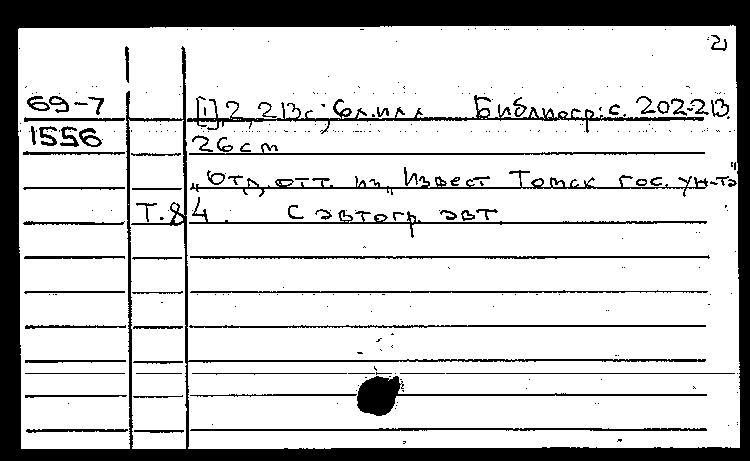 2)
69-7 [1], 2, 213с; 6л.илл Библиогр: с. 202-213.
1556 26 cm
"Отд, отт. из„ Извест Томск гос. ун-та"
Т. 84. С автогр. авт.